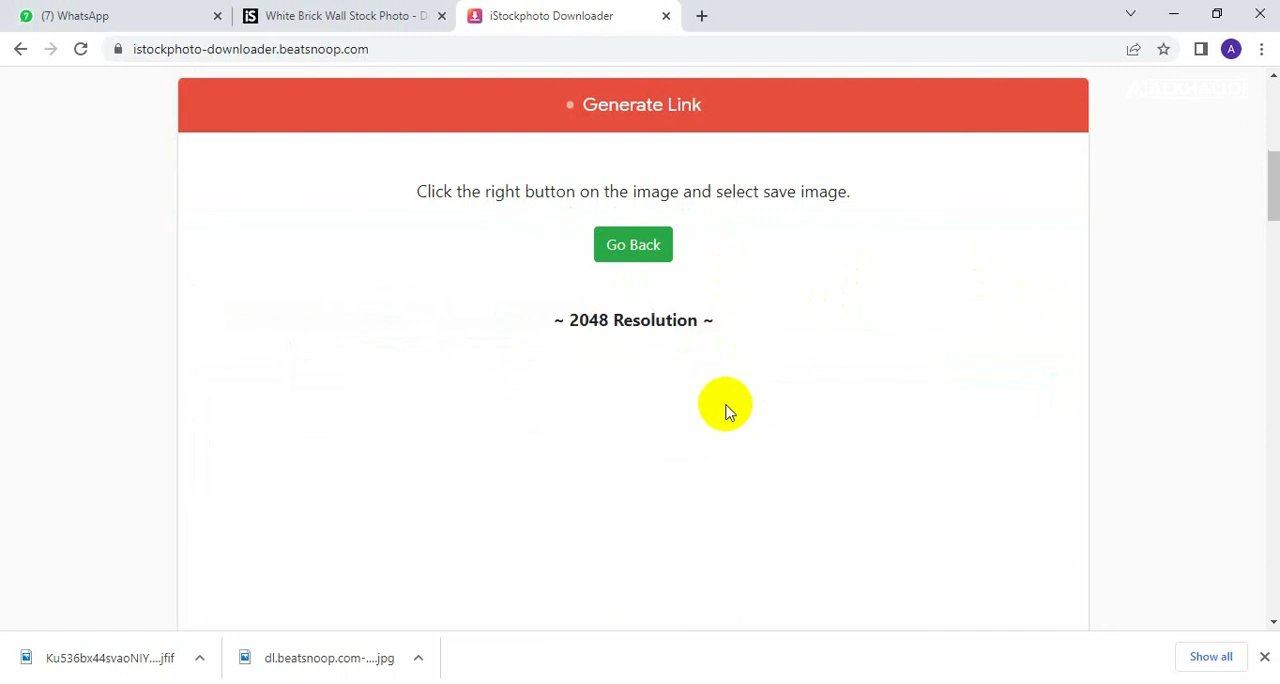 (7) WhatsApp
iS White Brick Wall Stock Photo - D
iStockphoto Downloader
istockphoto-downloader.beatsnoop.com
A
ALKHALIDI
Generate Link
Click the right button on the image and select save image.
Go Back
~ 2048 Resolution ~
Ku536bx44svaoNIY....jfif
dl.beatsnoop.com-....jpg
Show all